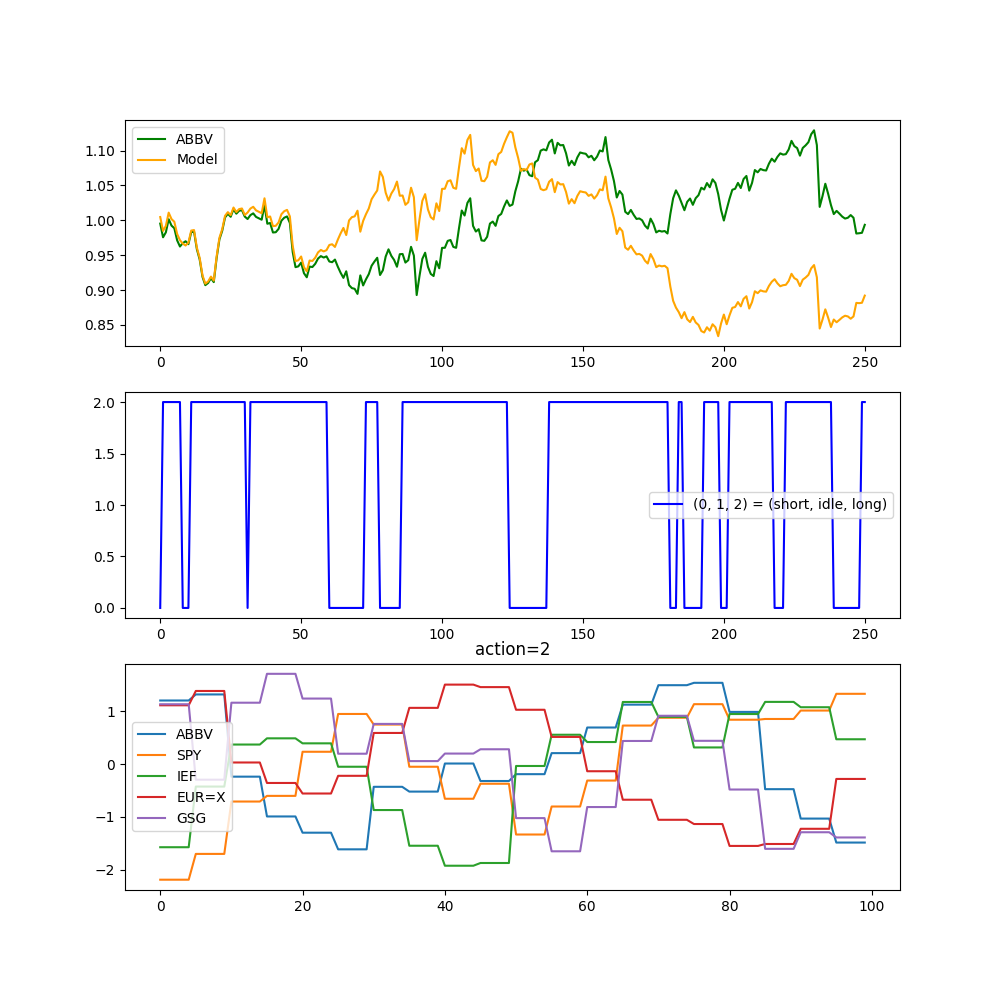 ABBV
Model
1.10
1.05
1.00
0.95
0.90
0.85
0 50 100 150 200 250
2.0
1.5
1.0
0.5
0.0
(0, 1, 2) = (short, idle, long)
0 50 100 150 200 250
action=2
1
0
−1
−2
ABBV
SPY
IEF
EUR=X
GSG
0 20 40 60 80 100